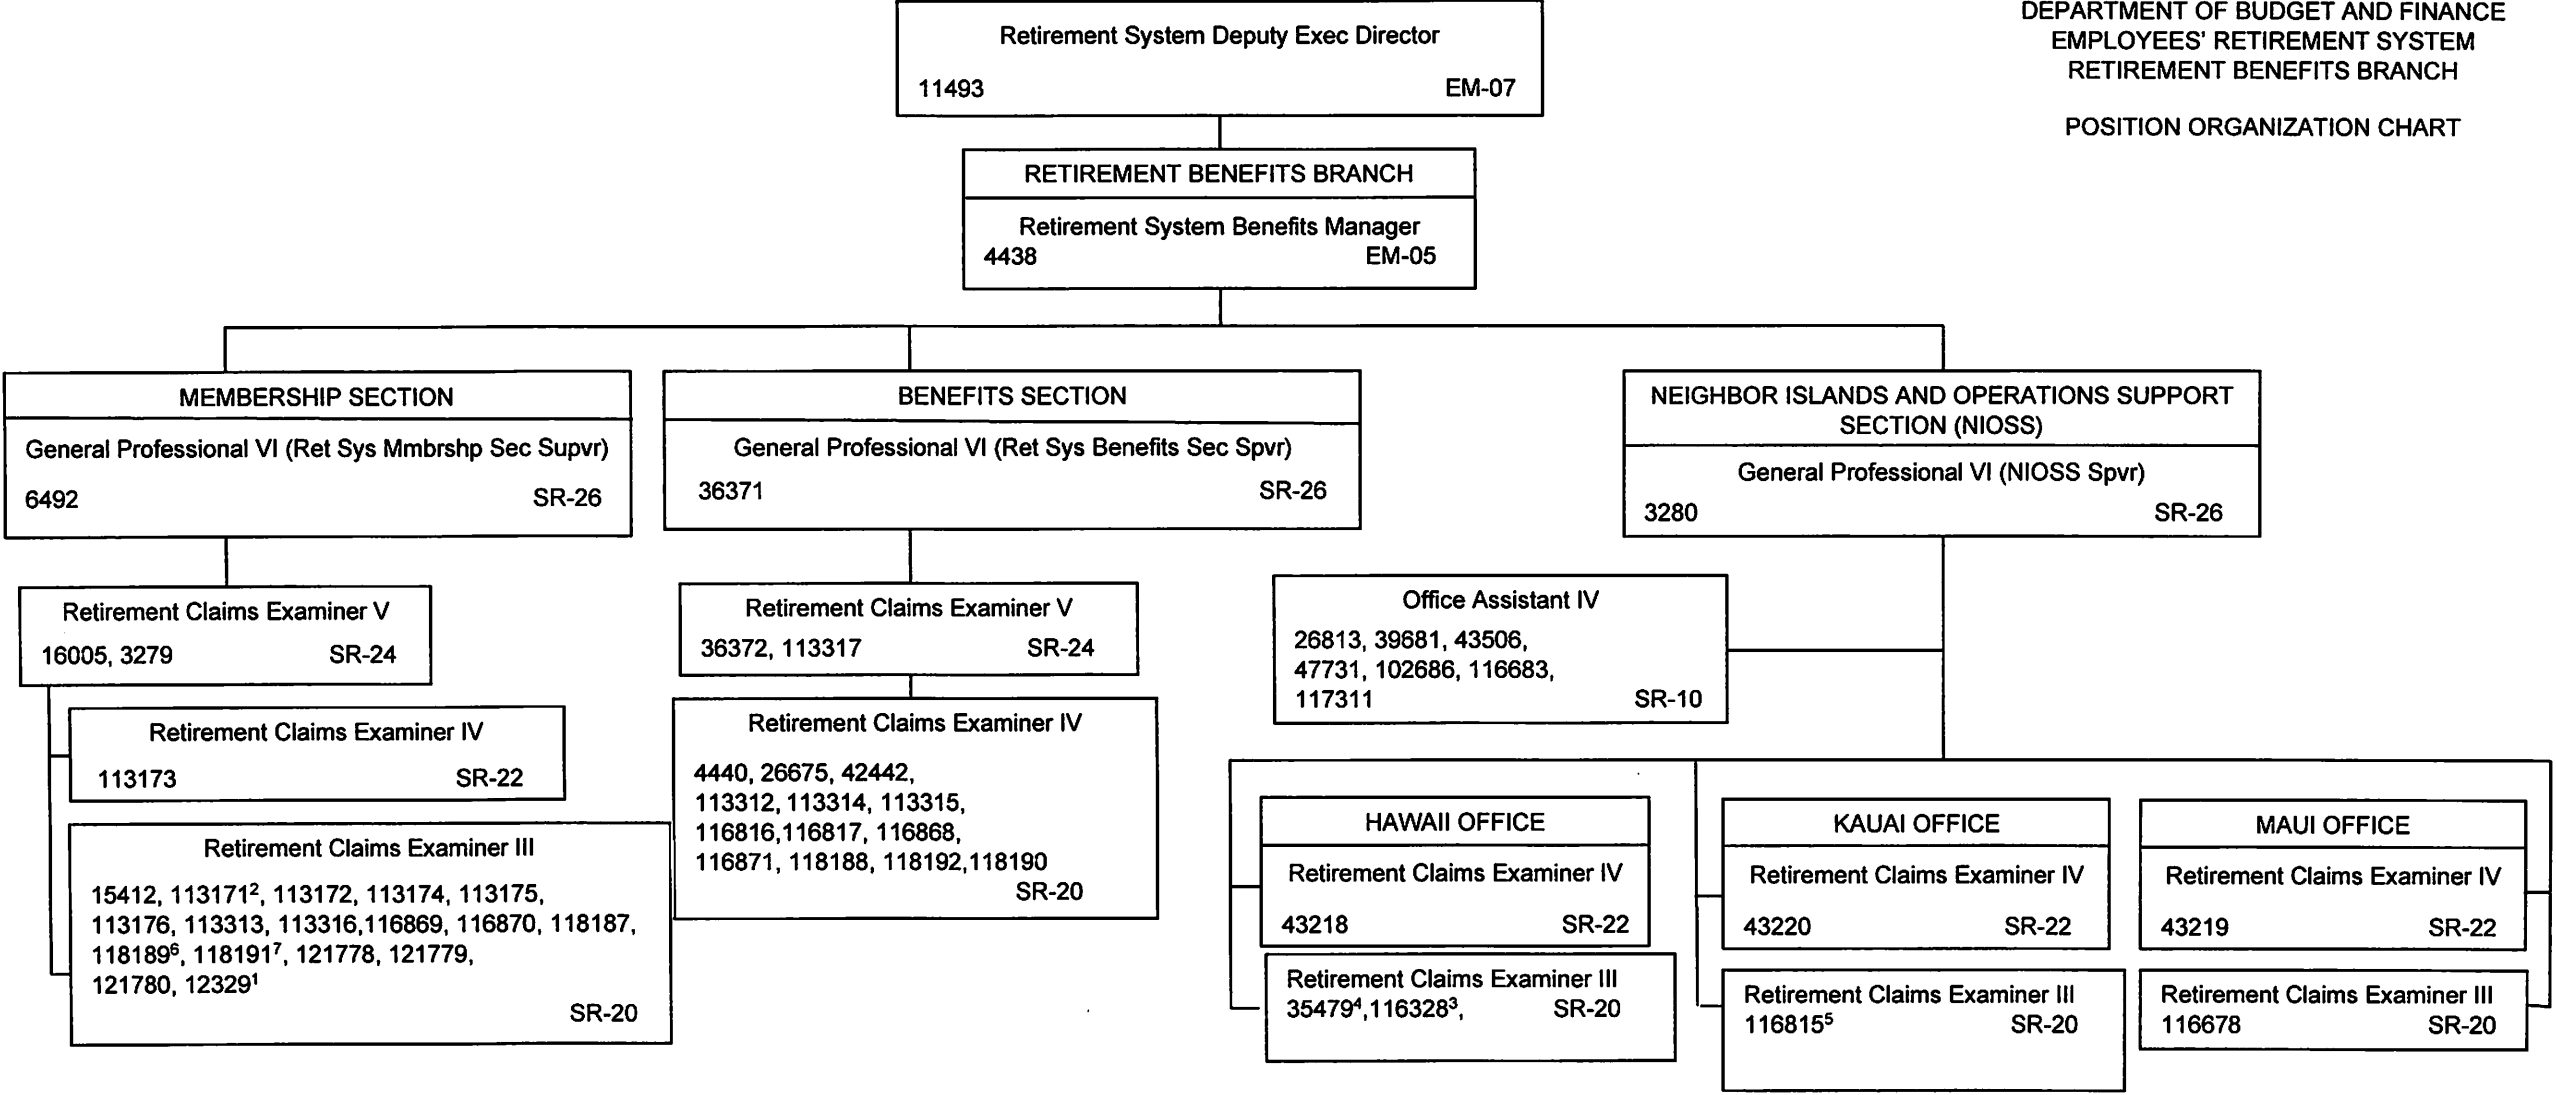 DEPARTMENT OF BUDGET AND FINANCE
EMPLOYEES' RETIREMENT SYSTEM
RETIREMENT BENEFITS BRANCH
POSITION ORGANIZATION CHART
Retirement System Deputy Exec Director
11493 EM-07
RETIREMENT BENEFITS BRANCH
Retirement System Benefits Manager
4438 EM-05
MEMBERSHIP SECTION
General Professional VI (Ret Sys Mmbrshp Sec Supvr)
6492 SR-26
Retirement Claims Examiner V
16005, 3279 SR-24
Retirement Claims Examiner IV
113173 SR-22
Retirement Claims Examiner III
15412, 113171², 113172, 113174, 113175,
113176, 113313, 113316,116869, 116870, 118187,
118189⁶, 118191⁷, 121778, 121779,
121780, 12329¹
SR-20
BENEFITS SECTION
General Professional VI (Ret Sys Benefits Sec Spvr)
36371 SR-26
Retirement Claims Examiner V
36372, 113317 SR-24
Retirement Claims Examiner IV
4440, 26675, 42442,
113312, 113314, 113315,
116816,116817, 116868,
116871, 118188, 118192,118190
SR-20
NEIGHBOR ISLANDS AND OPERATIONS SUPPORT
SECTION (NIOSS)
General Professional VI (NIOSS Spvr)
3280 SR-26
Office Assistant IV
26813, 39681, 43506,
47731, 102686, 116683,
117311 SR-10
HAWAII OFFICE
Retirement Claims Examiner IV
43218 SR-22
Retirement Claims Examiner III
35479⁴,116328³, SR-20
KAUAI OFFICE
Retirement Claims Examiner IV
43220 SR-22
Retirement Claims Examiner III
116815⁵ SR-20
MAUI OFFICE
Retirement Claims Examiner IV
43219 SR-22
Retirement Claims Examiner III
116678 SR-20